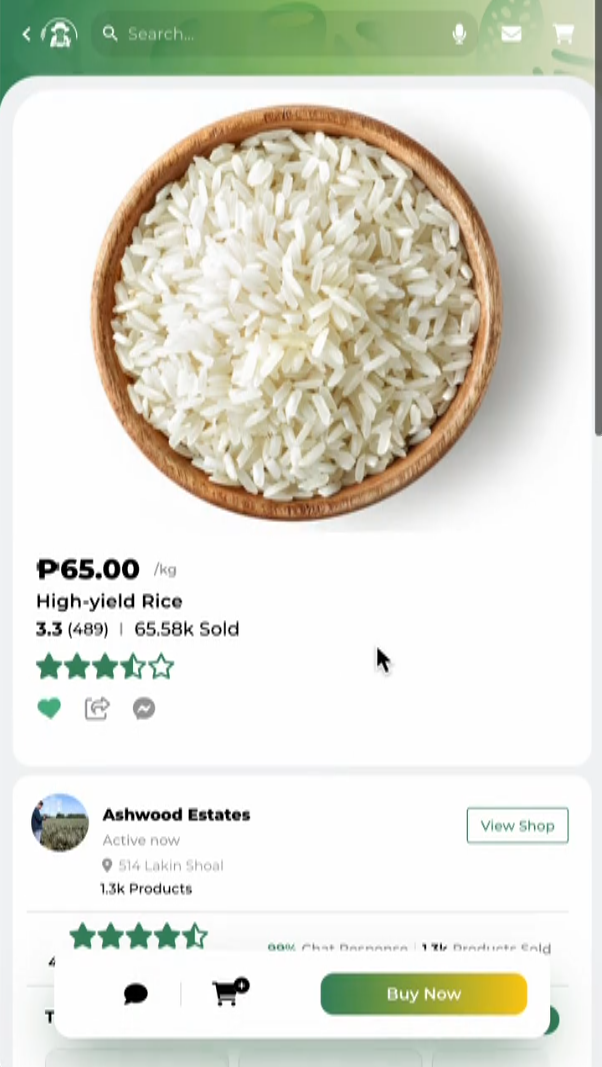 Search...
₱65.00 /kg
High-yield Rice
3.3 (489) | 65.58k Sold
Ashwood Estates
Active now
514 Lakin Shoal
1.3k Products
View Shop
99% Chat Response | 1.3k Products Sold
4
T
Buy Now